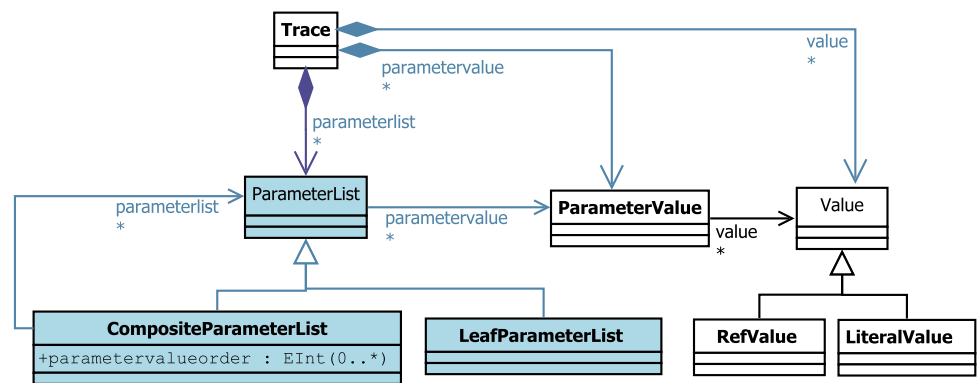 Trace
value
*
parametervalue
*
parameterlist
*
ParameterList
parameterlist
*
parametervalue
*
ParameterValue
value
*
Value
CompositeParameterList
+parametervalueorder : EInt(0..*)
LeafParameterList
RefValue
LiteralValue